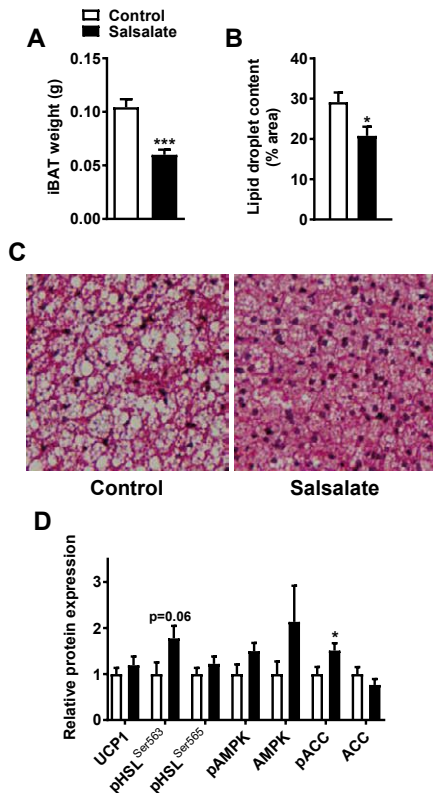 Control
Salsalate
A
B
iBAT weight (g)
0.15
0.10
0.05
0.00
***
Lipid droplet content
(% area)
40
30
20
10
0
*
C
Control
Salsalate
D
Relative protein expression
3
2
1
0
p=0.06
*
UCP1
pHSL Ser563
pHSL Ser565
pAMPK
AMPK
pACC
ACC